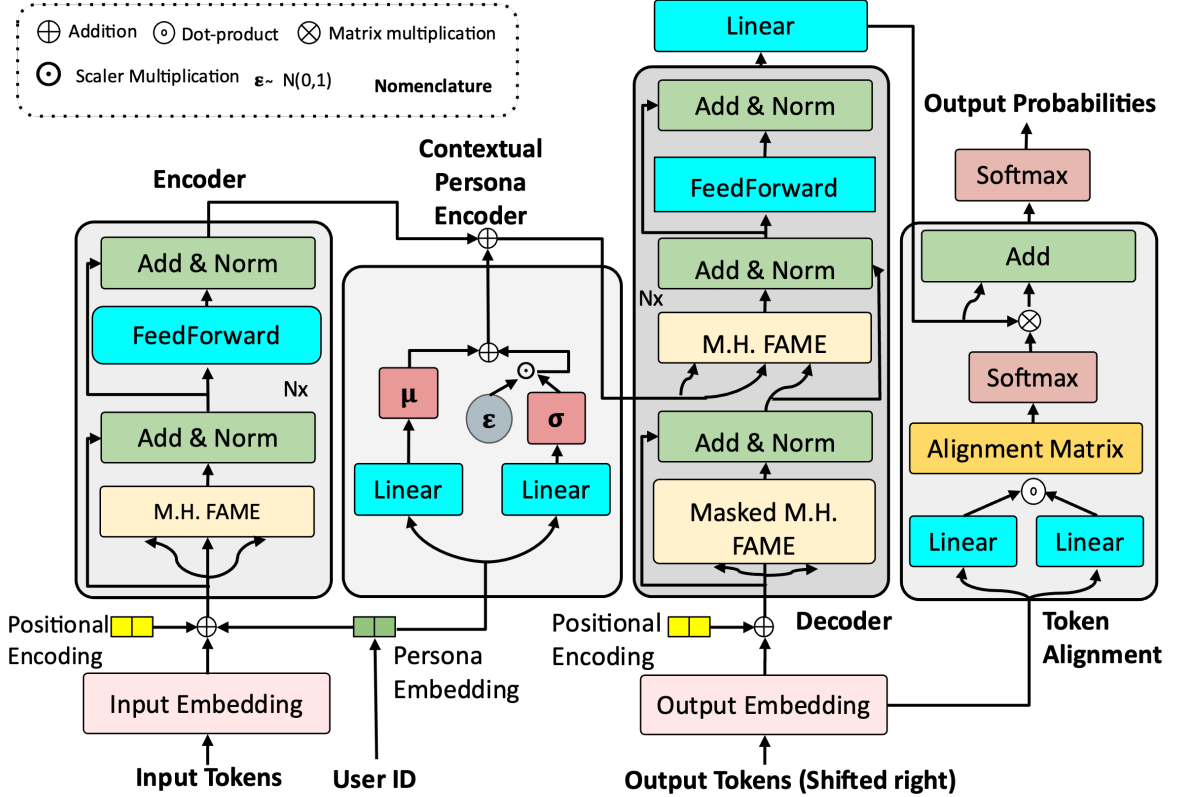 Addition
Dot-product
Matrix multiplication
Scaler Multiplication
ε~ N(0,1)
Nomenclature
Encoder
Add & Norm
FeedForward
Nx
Add & Norm
M.H. FAME
Positional
Encoding
Input Embedding
Input Tokens
Contextual
Persona
Encoder
μ
ε
σ
Linear
Linear
Persona
Embedding
User ID
Linear
Add & Norm
FeedForward
Add & Norm
Nx
M.H. FAME
Add & Norm
Masked M.H.
FAME
Positional
Encoding
Decoder
Output Embedding
Output Tokens (Shifted right)
Output Probabilities
Softmax
Add
Softmax
Alignment Matrix
Linear
Linear
Token
Alignment